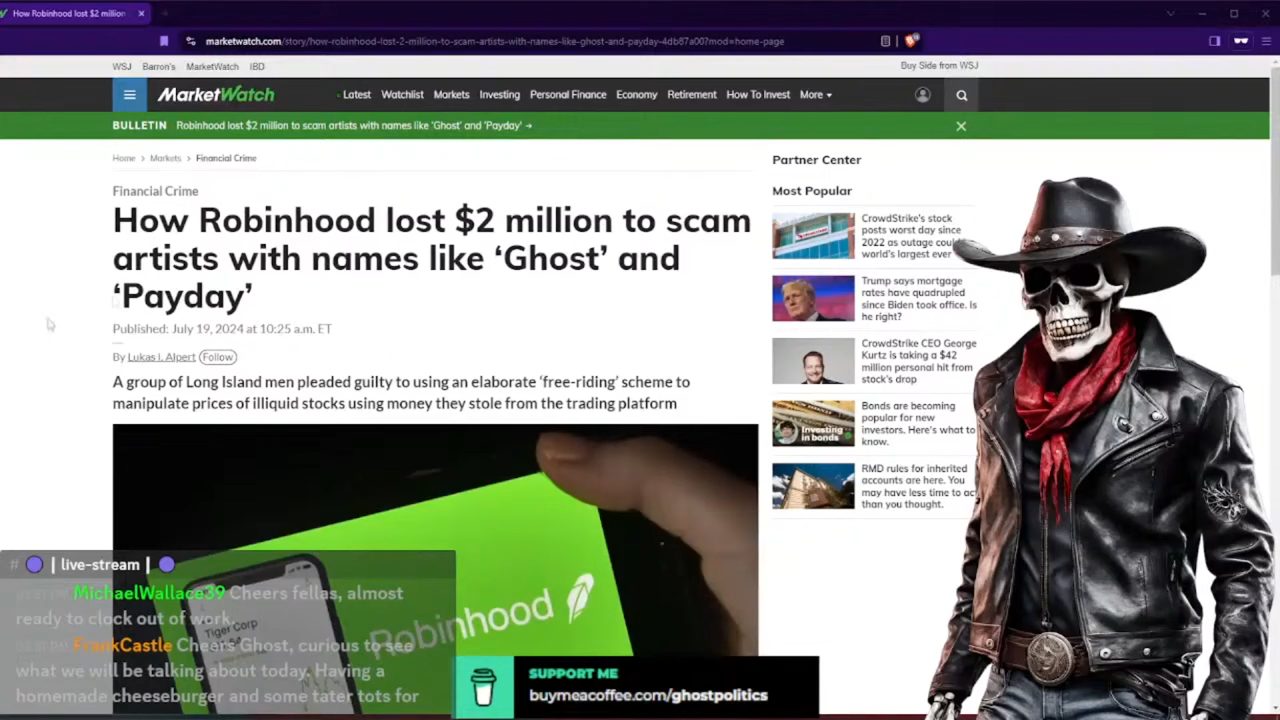 How Robinhood lost $2 million
marketwatch.com/story/how-robinhood-lost-2-million-to-scam-artists-with-names-like-ghost-and-payday-4db87a00?mod=home-page
WSJ Barron's MarketWatch IBD
Buy Side from WSJ
MarketWatch
Latest Watchlist Markets Investing Personal Finance Economy Retirement How To Invest More
BULLETIN Robinhood lost $2 million to scam artists with names like ‘Ghost’ and ‘Payday’ →
Home > Markets > Financial Crime
Financial Crime
How Robinhood lost $2 million to scam
artists with names like ‘Ghost’ and
‘Payday’
Published: July 19, 2024 at 10:25 a.m. ET
By Lukas I. Alpert Follow
A group of Long Island men pleaded guilty to using an elaborate ‘free-riding’ scheme to
manipulate prices of illiquid stocks using money they stole from the trading platform
Tiger Corp
Robinhood
Partner Center
Most Popular
CrowdStrike's stock
posts worst day since
2022 as outage could
world's largest ever
Trump says mortgage
rates have quadrupled
since Biden took office. Is
he right?
CrowdStrike CEO George
Kurtz is taking a $42
million personal hit from
stock's drop
Investing
in bonds
Bonds are becoming
popular for new
investors. Here's what to
know.
RMD rules for inherited
accounts are here. You
may have less time to act
than you thought.
# | live-stream |
MichaelWallace39 Cheers fellas, almost
ready to clock out of work.
FrankCastle Cheers Ghost, curious to see
what we will be talking about today. Having a
homemade cheeseburger and some tater tots for
SUPPORT ME
buymeacoffee.com/ghostpolitics